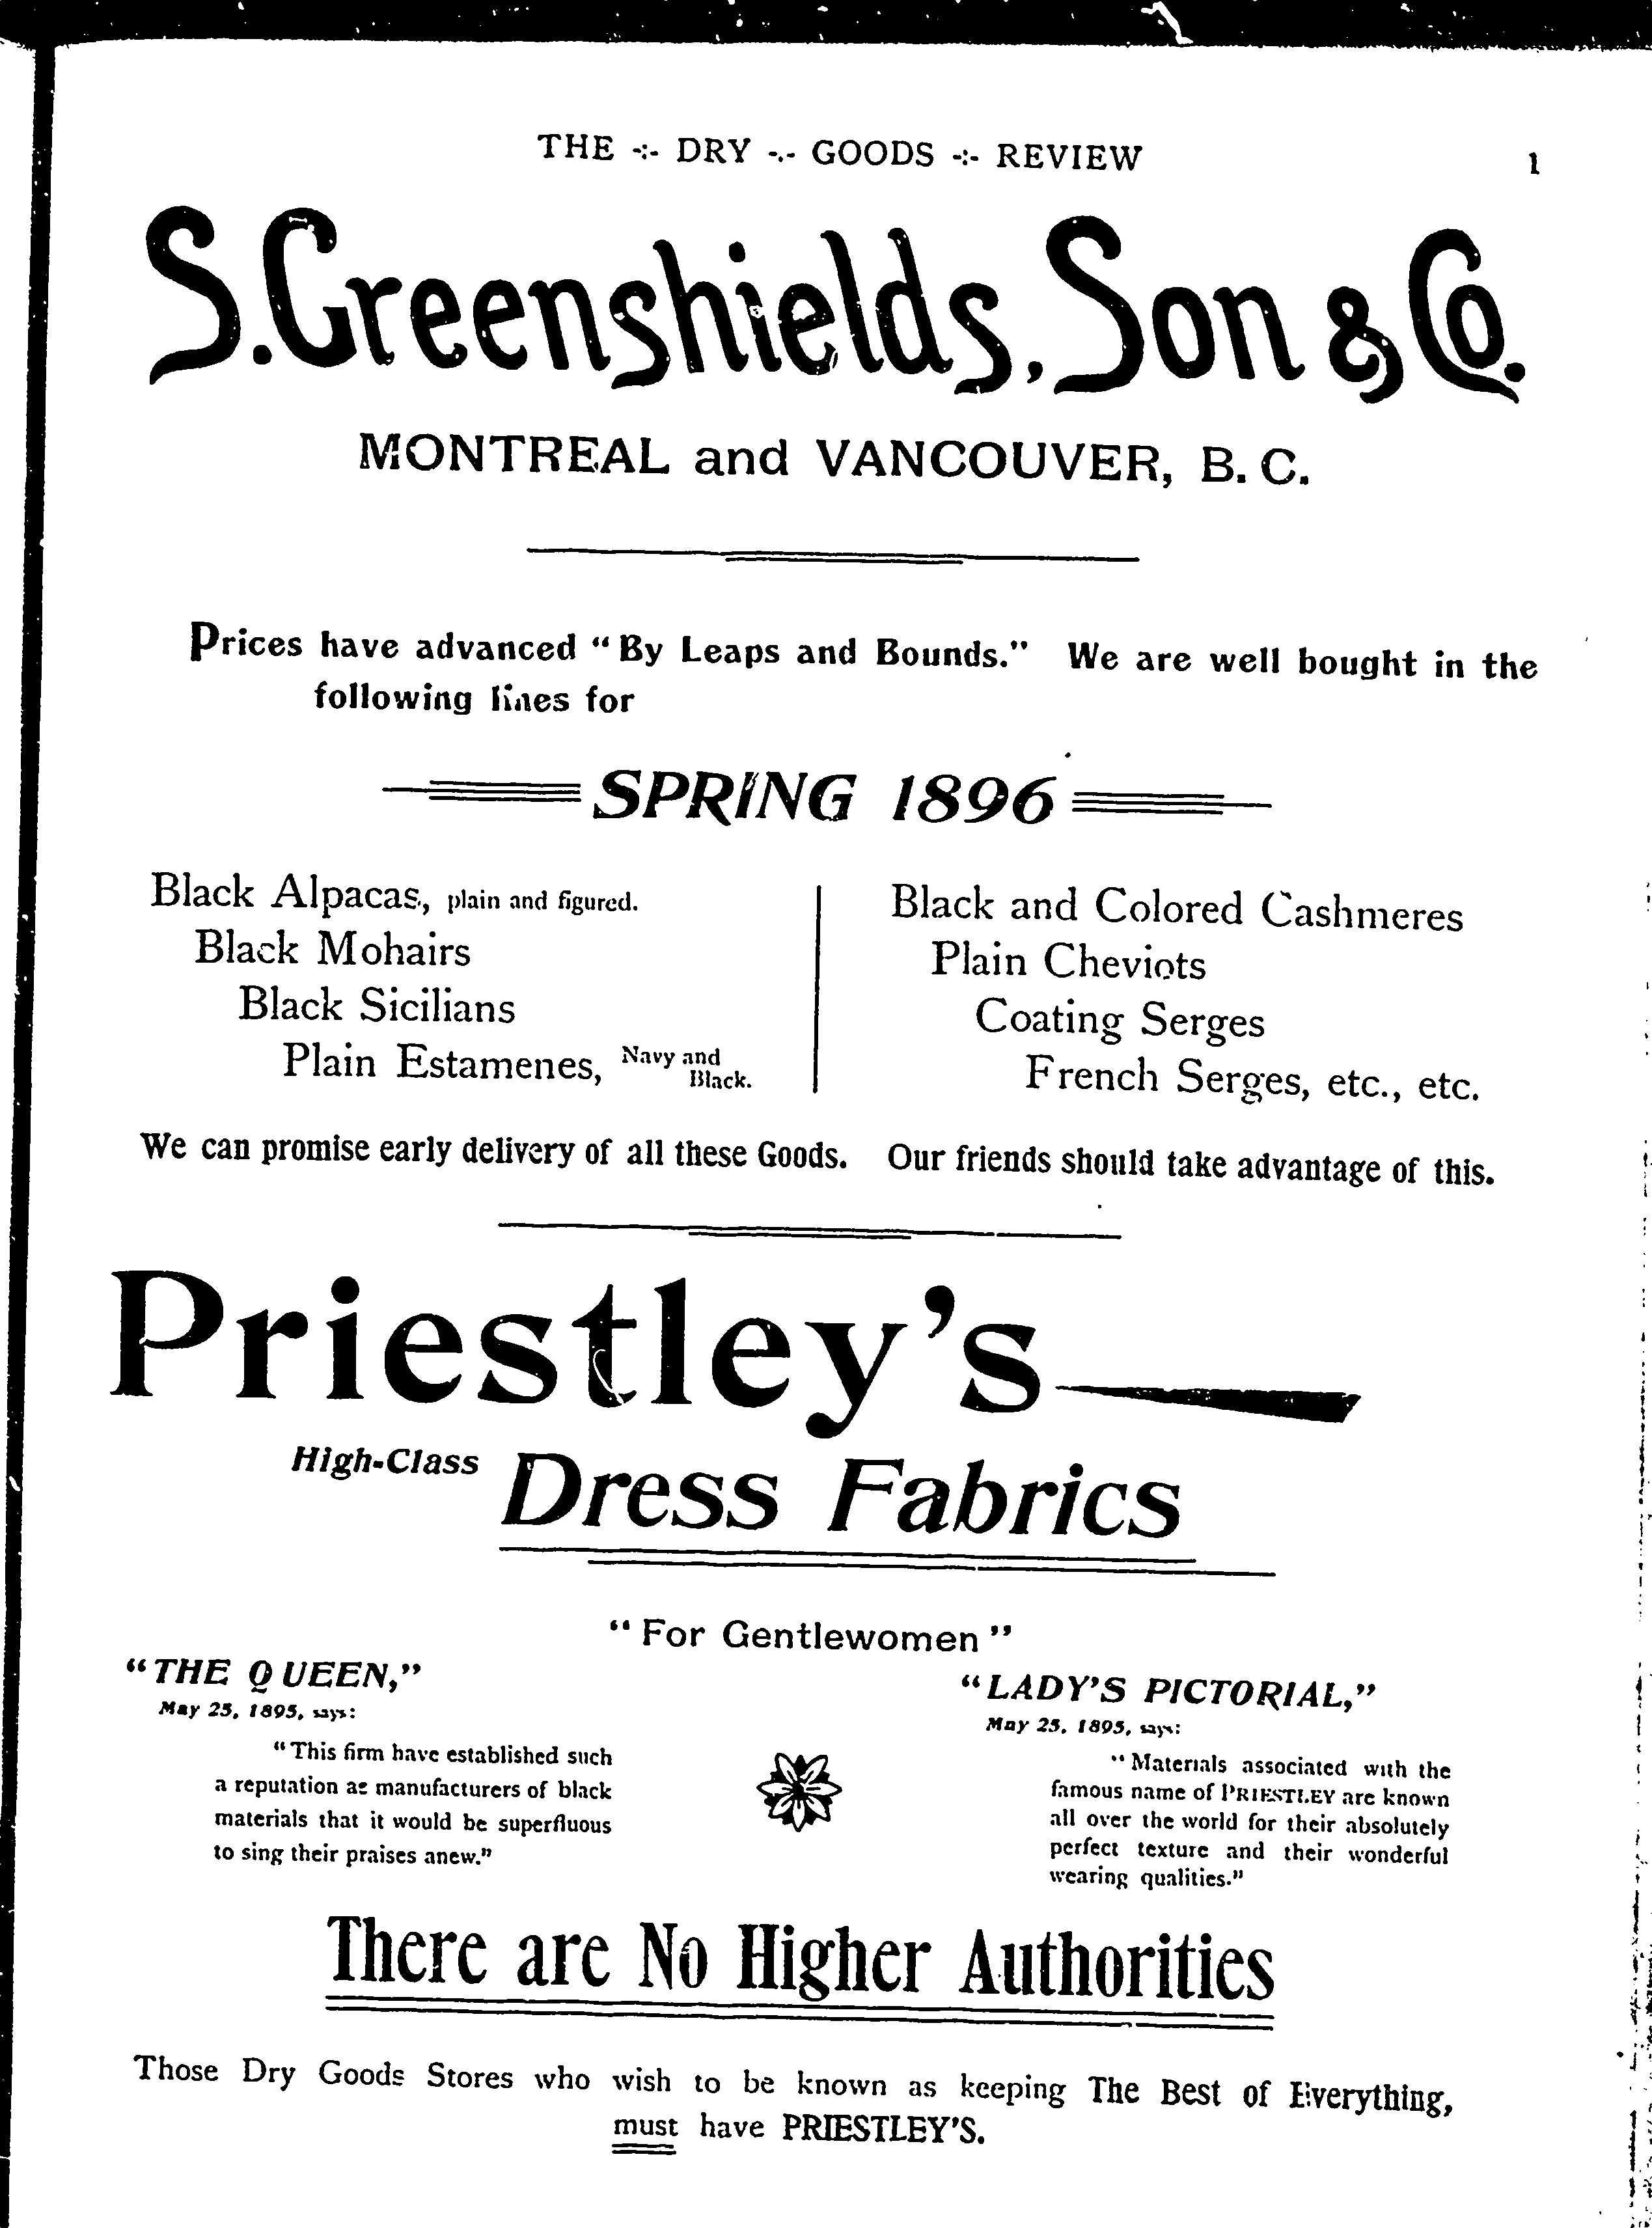 THE -:- DRY -:- GOODS -:- REVIEW
1
S. Greenshields, Son & Co.
MONTREAL and VANCOUVER, B. C.
Prices have advanced "By Leaps and Bounds." We are well bought in the
following lines for
SPRING 1896
Black Alpacas, plain and figured.
Black Mohairs
Black Sicilians
Plain Estamenes, Navy and
Black.
Black and Colored Cashmeres
Plain Cheviots
Coating Serges
French Serges, etc., etc.
We can promise early delivery of all these Goods. Our friends should take advantage of this.
Priestley's
High-Class Dress Fabrics
"For Gentlewomen"
"THE QUEEN,"
May 25, 1895, says:
"This firm have established such
a reputation as manufacturers of black
materials that it would be superfluous
to sing their praises anew."
"LADY'S PICTORIAL,"
May 25, 1895, says:
"Materials associated with the
famous name of PRIESTLEY are known
all over the world for their absolutely
perfect texture and their wonderful
wearing qualities."
There are No Higher Authorities
Those Dry Goods Stores who wish to be known as keeping The Best of Everything,
must have PRIESTLEY'S.